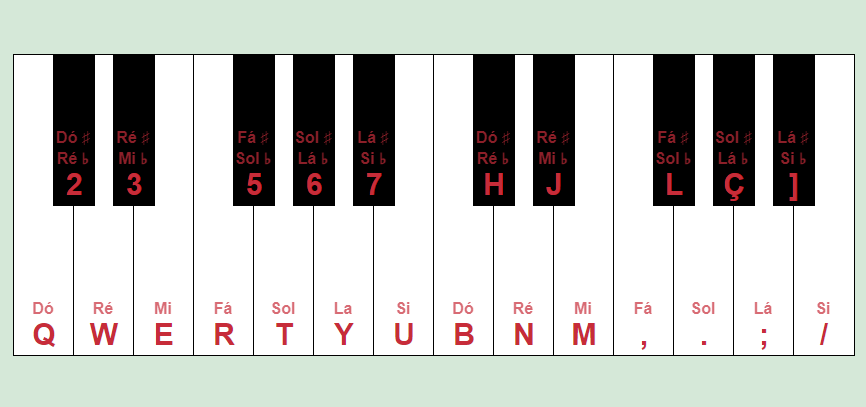 Dó ♯ Ré ♯ Fá ♯ Sol ♯ Lá ♯ Dó ♯ Ré ♯ Fá ♯ Sol ♯ Lá ♯
Ré ♭ Mi ♭ Sol ♭ Lá ♭ Si ♭ Ré ♭ Mi ♭ Sol ♭ Lá ♭ Si ♭
2 3 5 6 7 H J L Ç ]
Dó Ré Mi Fá Sol La Si Dó Ré Mi Fá Sol Lá Si
Q W E R T Y U B N M , . ; /